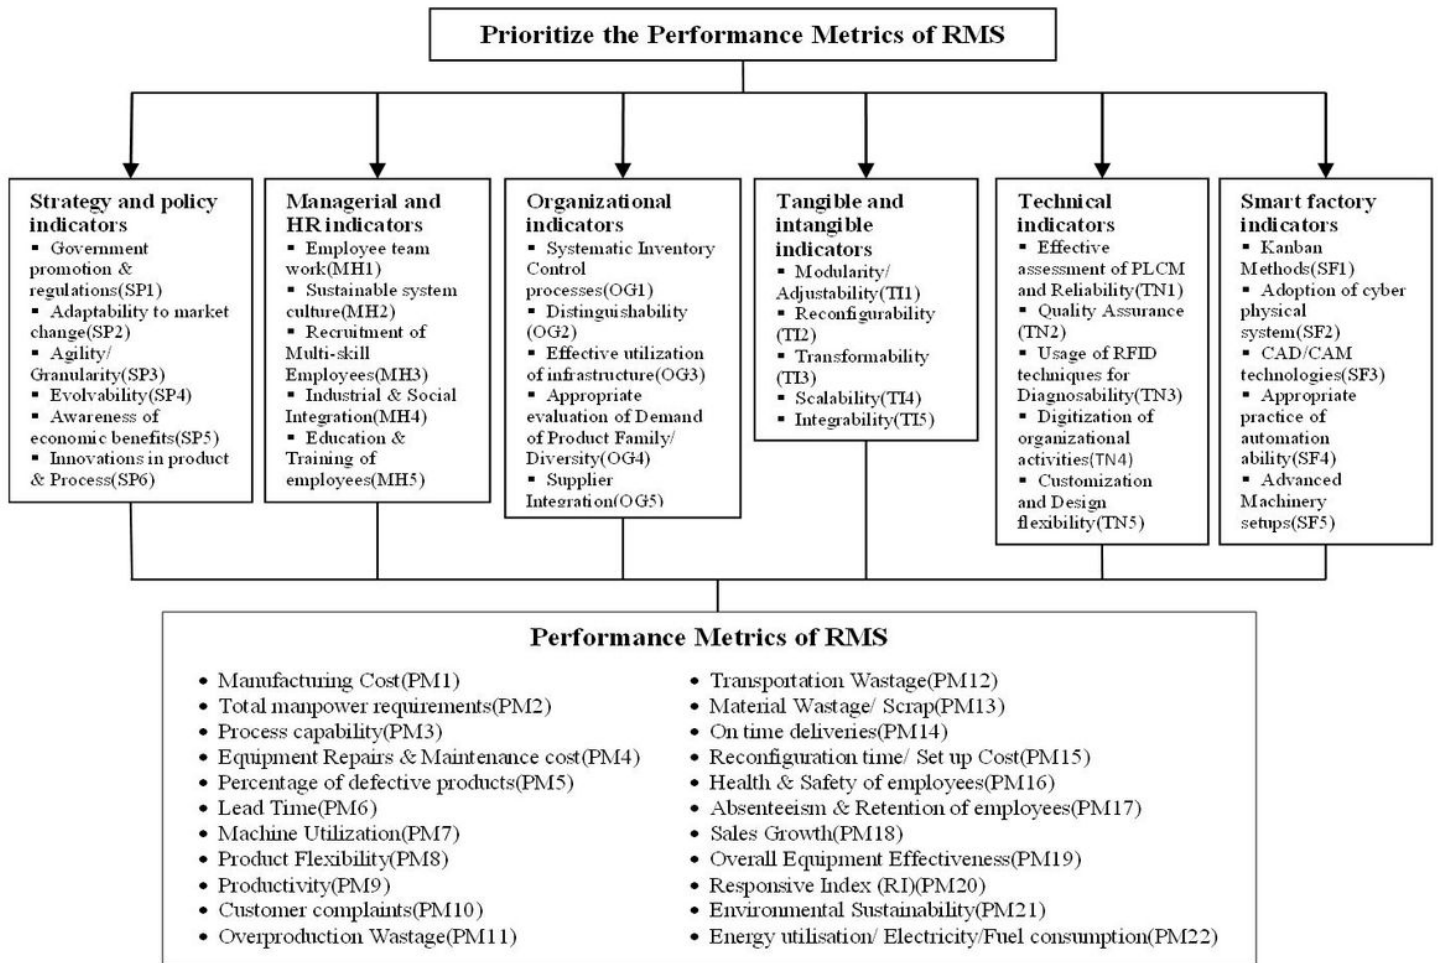 Prioritize the Performance Metrics of RMS
Strategy and policy
indicators
▪ Government
promotion &
regulations(SP1)
▪ Adaptability to market
change(SP2)
▪ Agility/
Granularity(SP3)
▪ Evolvability(SP4)
▪ Awareness of
economic benefits(SP5)
▪ Innovations in product
& Process(SP6)
Managerial and
HR indicators
▪ Employee team
work(MH1)
▪ Sustainable system
culture(MH2)
▪ Recruitment of
Multi-skill
Employees(MH3)
▪ Industrial & Social
Integration(MH4)
▪ Education &
Training of
employees(MH5)
Organizational
indicators
▪ Systematic Inventory
Control
processes(OG1)
▪ Distinguishability
(OG2)
▪ Effective utilization
of infrastructure(OG3)
▪ Appropriate
evaluation of Demand
of Product Family/
Diversity(OG4)
▪ Supplier
Integration(OG5)
Tangible and
intangible
indicators
▪ Modularity/
Adjustability(TI1)
▪ Reconfigurability
(TI2)
▪ Transformability
(TI3)
▪ Scalability(TI4)
▪ Integrability(TI5)
Technical
indicators
▪ Effective
assessment of PLCM
and Reliability(TN1)
▪ Quality Assurance
(TN2)
▪ Usage of RFID
techniques for
Diagnosability(TN3)
▪ Digitization of
organizational
activities(TN4)
▪ Customization
and Design
flexibility(TN5)
Smart factory
indicators
▪ Kanban
Methods(SF1)
▪ Adoption of cyber
physical
system(SF2)
▪ CAD/CAM
technologies(SF3)
▪ Appropriate
practice of
automation
ability(SF4)
▪ Advanced
Machinery
setups(SF5)
Performance Metrics of RMS
• Manufacturing Cost(PM1)
• Total manpower requirements(PM2)
• Process capability(PM3)
• Equipment Repairs & Maintenance cost(PM4)
• Percentage of defective products(PM5)
• Lead Time(PM6)
• Machine Utilization(PM7)
• Product Flexibility(PM8)
• Productivity(PM9)
• Customer complaints(PM10)
• Overproduction Wastage(PM11)
• Transportation Wastage(PM12)
• Material Wastage/ Scrap(PM13)
• On time deliveries(PM14)
• Reconfiguration time/ Set up Cost(PM15)
• Health & Safety of employees(PM16)
• Absenteeism & Retention of employees(PM17)
• Sales Growth(PM18)
• Overall Equipment Effectiveness(PM19)
• Responsive Index (RI)(PM20)
• Environmental Sustainability(PM21)
• Energy utilisation/ Electricity/Fuel consumption(PM22)